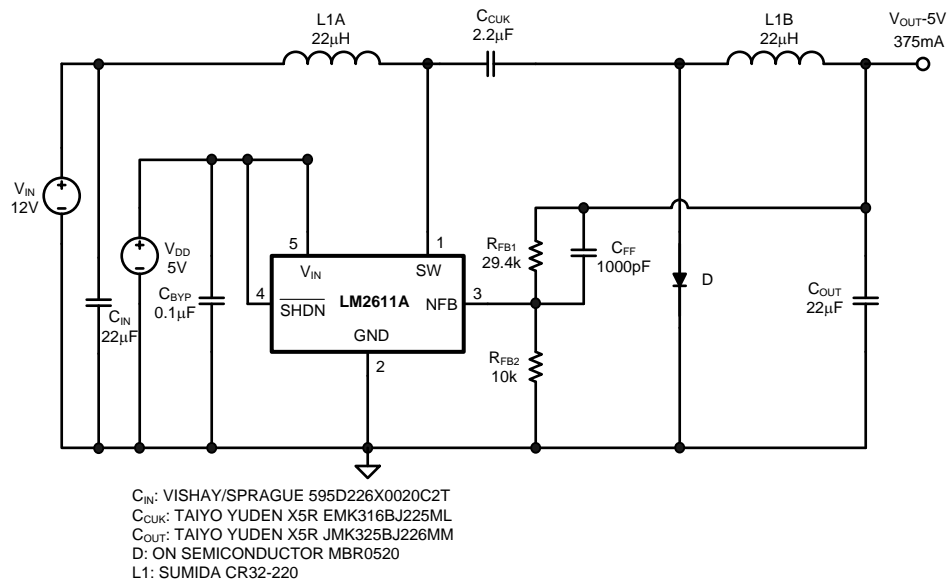 L1A
22μH
CCUK
2.2μF
L1B
22μH
VOUT-5V
375mA
VIN
12V
+
-
VDD
5V
+
-
CIN
22μF
CBYP
0.1μF
5
VIN
1
SW
4
SHDN
LM2611A
NFB
3
GND
2
RFB1
29.4k
CFF
1000pF
RFB2
10k
D
COUT
22μF
CIN: VISHAY/SPRAGUE 595D226X0020C2T
CCUK: TAIYO YUDEN X5R EMK316BJ225ML
COUT: TAIYO YUDEN X5R JMK325BJ226MM
D: ON SEMICONDUCTOR MBR0520
L1: SUMIDA CR32-220